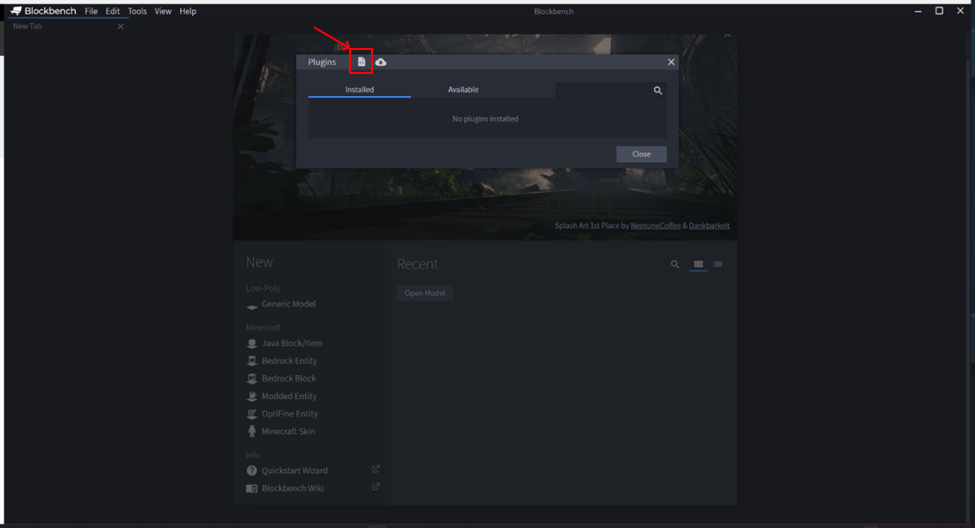 Blockbench File Edit Tools View Help
Blockbench
New Tab
Plugins
Installed Available
No plugins installed
Close
Splash Art 1st Place by NeptuneCoffee & Dankbarkeit
New
Low-Poly
Generic Model
Minecraft
Java Block/Item
Bedrock Entity
Bedrock Block
Modded Entity
OptiFine Entity
Minecraft Skin
Info
Quickstart Wizard
Blockbench Wiki
Recent
Open Model